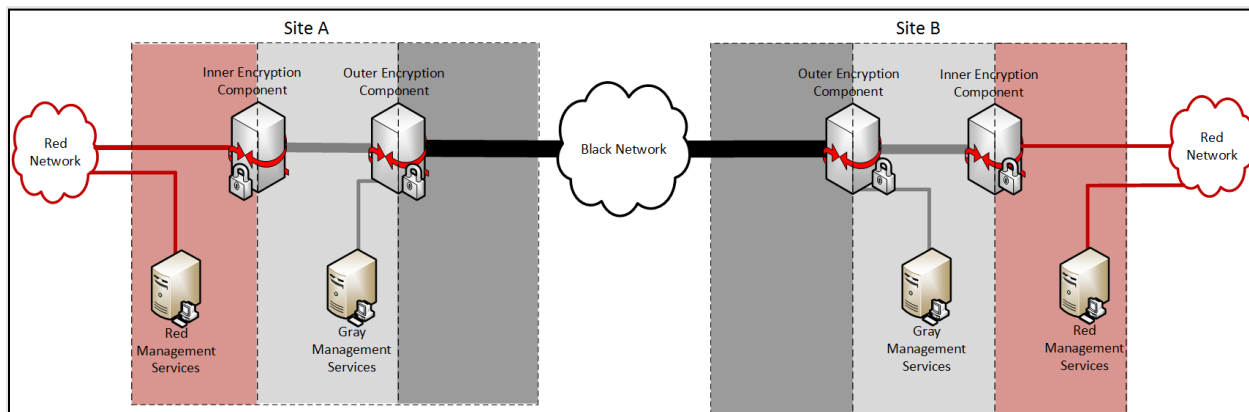 Site A
Site B
Inner Encryption
Component
Outer Encryption
Component
Outer Encryption
Component
Inner Encryption
Component
Red
Network
Black Network
Red
Network
Red
Management
Services
Gray
Management
Services
Gray
Management
Services
Red
Management
Services